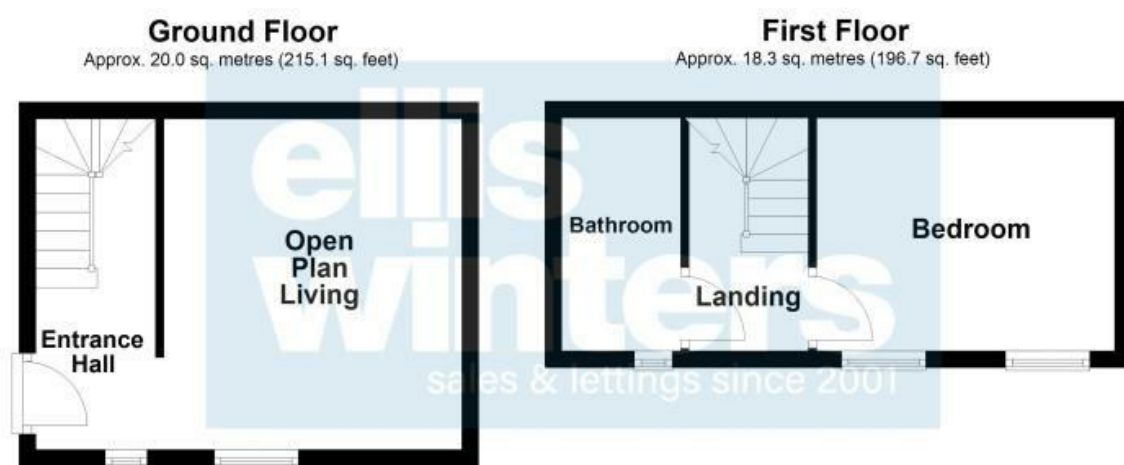 Ground Floor
Approx. 20.0 sq. metres (215.1 sq. feet)
Open
Plan
Living
Entrance
Hall
First Floor
Approx. 18.3 sq. metres (196.7 sq. feet)
Bathroom
Landing
Bedroom
ellis
winters
sales & lettings since 2001